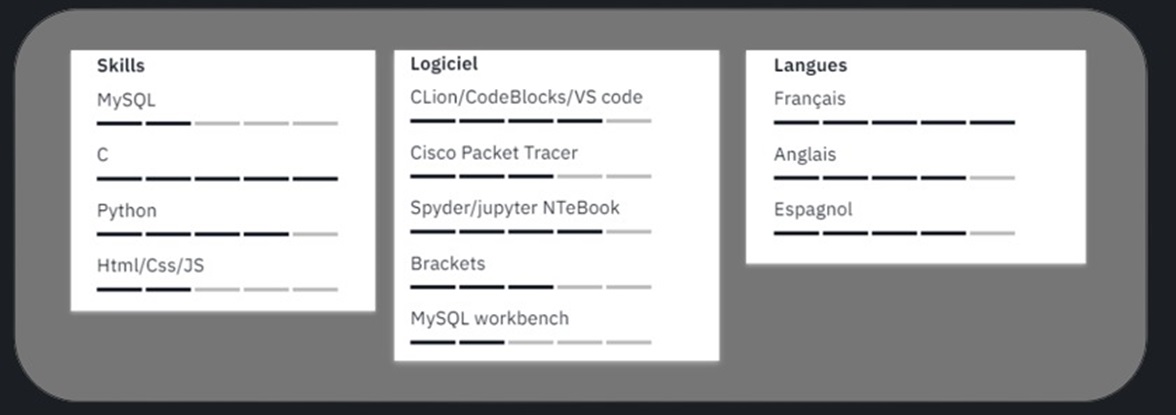 Skills
MySQL
C
Python
Html/Css/JS
Logiciel
CLion/CodeBlocks/VS code
Cisco Packet Tracer
Spyder/jupyter NTeBook
Brackets
MySQL workbench
Langues
Français
Anglais
Espagnol